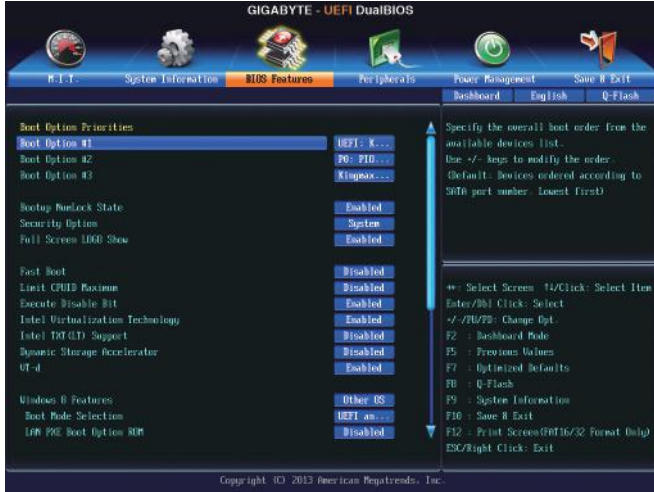 GIGABYTE - UEFI DualBIOS
M.I.T.
System Information
BIOS Features
Peripherals
Power Management
Save & Exit
Dashboard
English
Q-Flash
Boot Option Priorities
Boot Option #1 UEFI: K...
Boot Option #2 P0: PIO...
Boot Option #3 Kingmax...
Bootup NumLock State Enabled
Security Option System
Full Screen LOGO Show Enabled
Fast Boot Disabled
Limit CPUID Maximum Disabled
Execute Disable Bit Enabled
Intel Virtualization Technology Enabled
Intel TXT(LT) Support Disabled
Dynamic Storage Accelerator Disabled
VT-d Enabled
Windows 8 Features Other OS
Boot Mode Selection UEFI an...
LAN PXE Boot Option ROM Disabled
Specify the overall boot order from the
available devices list.
Use +/- keys to modify the order.
(Default: Devices ordered according to
SATA port number. Lowest first)
↔: Select Screen ↑↓/Click: Select Item
Enter/Dbl Click: Select
+/-/PU/PD: Change Opt.
F2 : Dashboard Mode
F5 : Previous Values
F7 : Optimized Defaults
F8 : Q-Flash
F9 : System Information
F10 : Save & Exit
F12 : Print Screen(FAT16/32 Format Only)
ESC/Right Click: Exit
Copyright (C) 2013 American Megatrends, Inc.